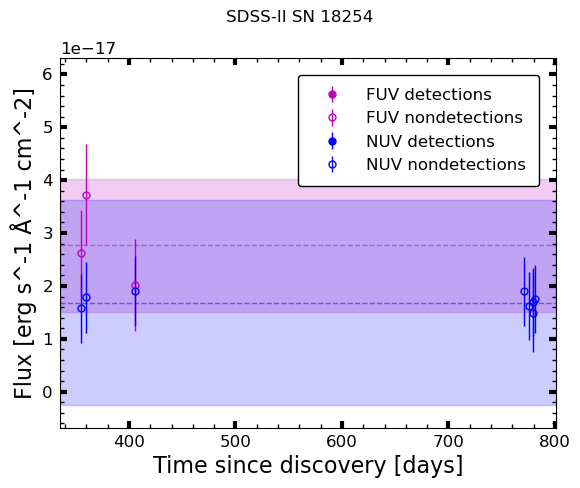 SDSS-II SN 18254
1e−17
FUV detections
FUV nondetections
NUV detections
NUV nondetections
6
5
4
3
2
1
0
Flux [erg s^-1 Å^-1 cm^-2]
400
500
600
700
800
Time since discovery [days]